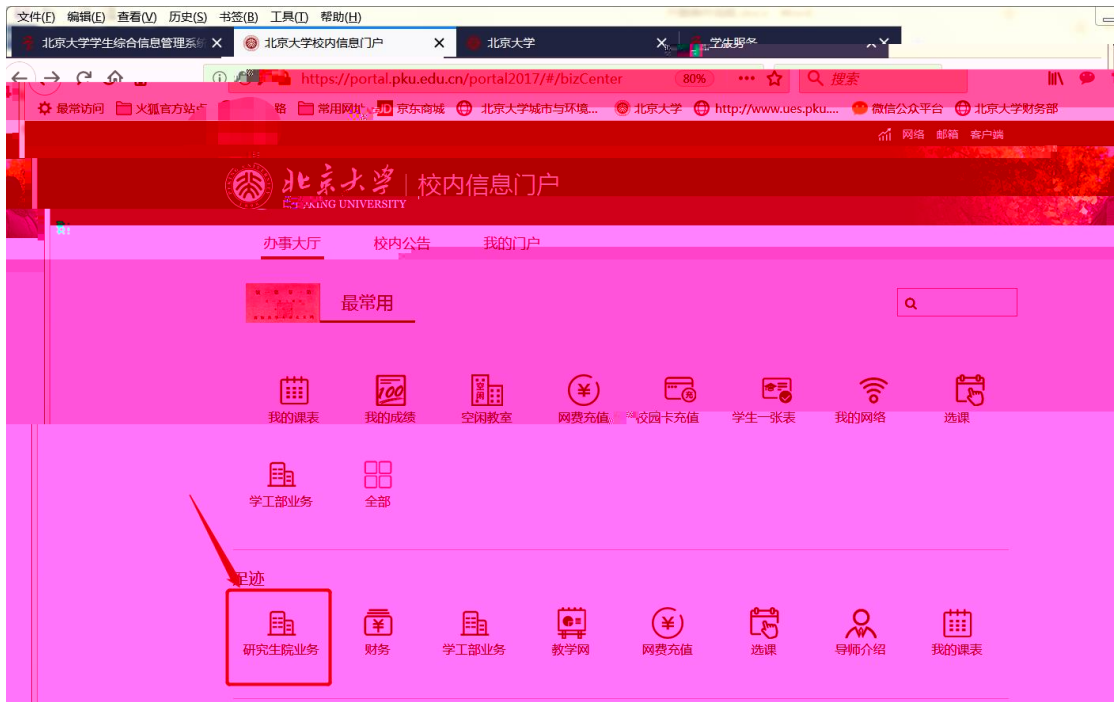 文件(F) 编辑(E) 查看(V) 历史(S) 书签(B) 工具(T) 帮助(H)
北京大学学生综合信息管理系统 北京大学校内信息门户 北京大学
https://portal.pku.edu.cn/portal2017/#/bizCenter 80% 搜索
最常访问 火狐官方站点 常用网址 JD 京东商城 北京大学城市与环境... 北京大学 http://www.ues.pku.... 微信公众平台 北京大学财务部
网络 邮箱 客户端
北京大学 校内信息门户
PEKING UNIVERSITY
办事大厅 校内公告 我的门户
最常用
我的课表 我的成绩 空闲教室 网费充值 校园卡充值 学生一张表 我的网络 选课
学工部业务 全部
足迹
研究生院业务 财务 学工部业务 教学网 网费充值 选课 导师介绍 我的课表